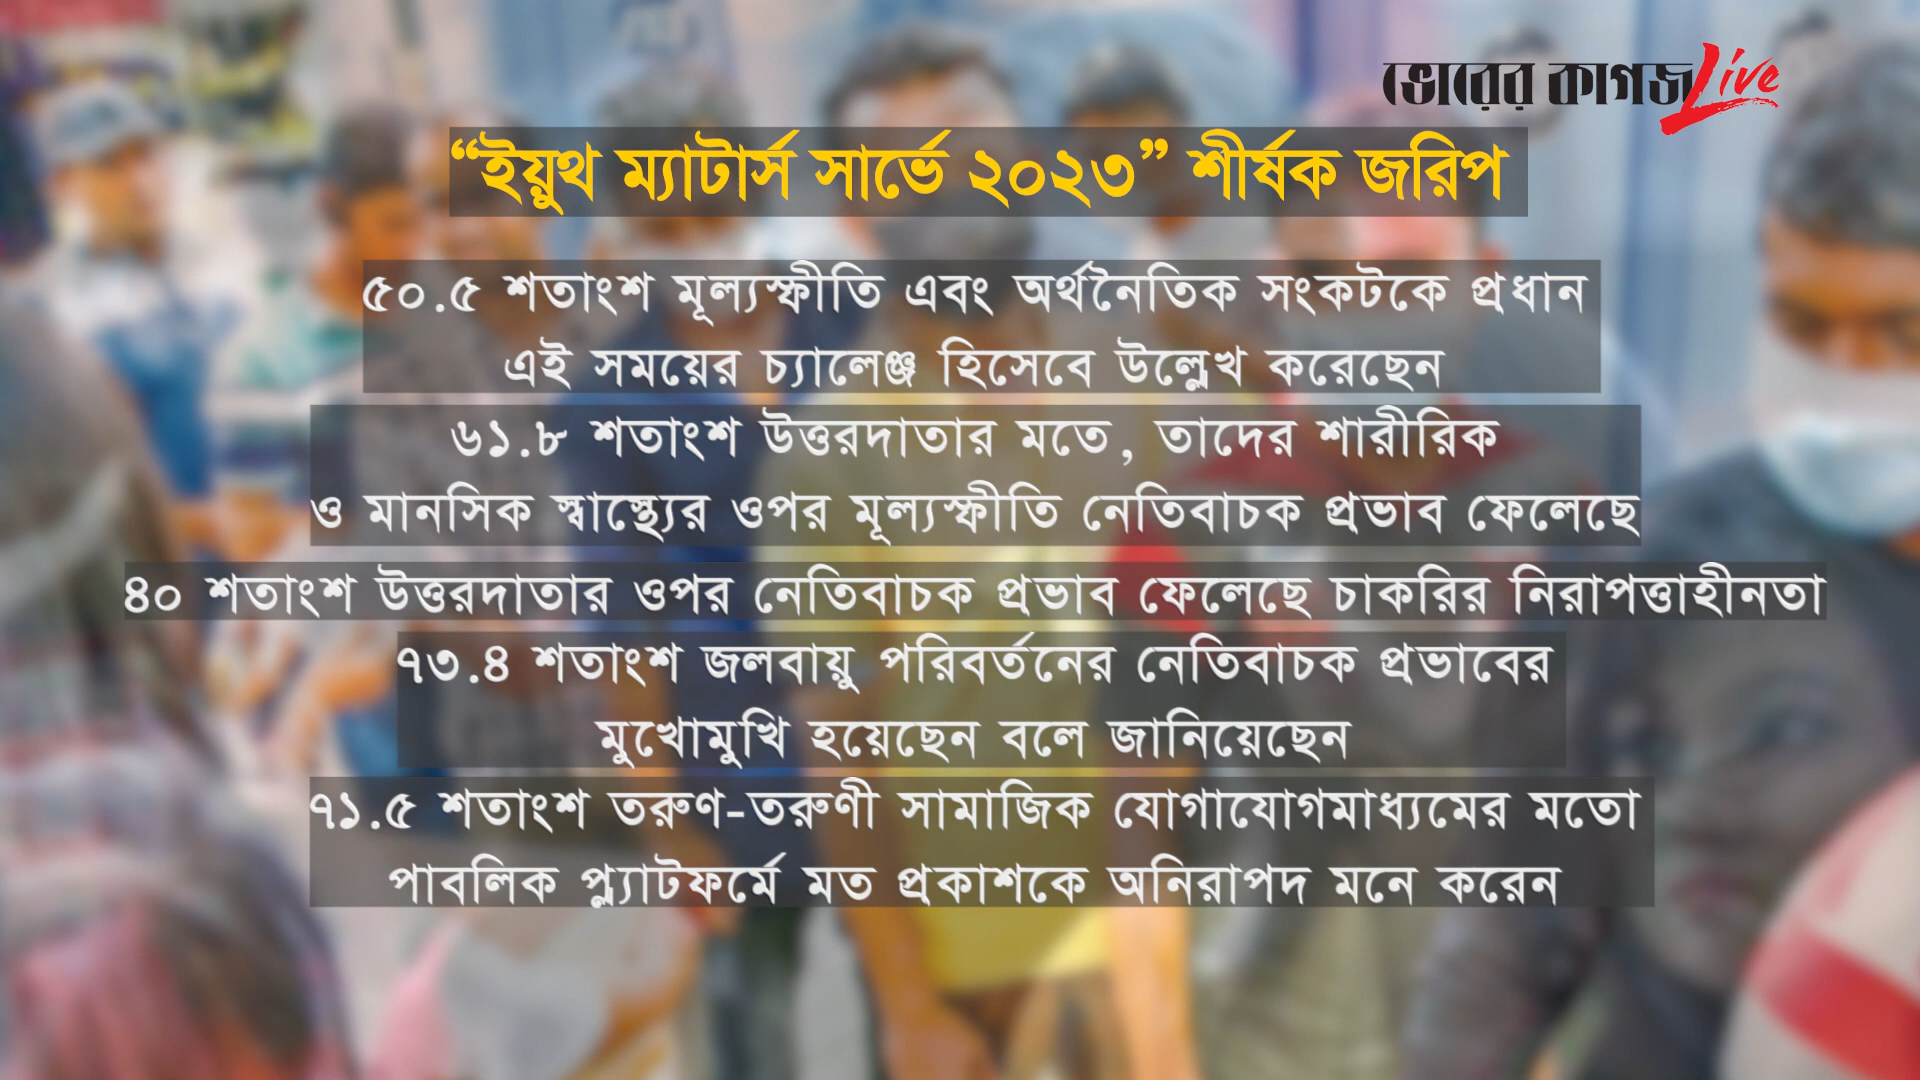 ভোরের কাগজ Live
“ইয়ুথ ম্যাটার্স সার্ভে ২০২৩” শীর্ষক জরিপ
৫০.৫ শতাংশ মূল্যস্ফীতি এবং অর্থনৈতিক সংকটকে প্রধান
এই সময়ের চ্যালেঞ্জ হিসেবে উল্লেখ করেছেন
৬১.৮ শতাংশ উত্তরদাতার মতে, তাদের শারীরিক
ও মানসিক স্বাস্থ্যের ওপর মূল্যস্ফীতি নেতিবাচক প্রভাব ফেলেছে
৪০ শতাংশ উত্তরদাতার ওপর নেতিবাচক প্রভাব ফেলেছে চাকরির নিরাপত্তাহীনতা
৭৩.৪ শতাংশ জলবায়ু পরিবর্তনের নেতিবাচক প্রভাবের
মুখোমুখি হয়েছেন বলে জানিয়েছেন
৭১.৫ শতাংশ তরুণ-তরুণী সামাজিক যোগাযোগমাধ্যমের মতো
পাবলিক প্ল্যাটফর্মে মত প্রকাশকে অনিরাপদ মনে করেন